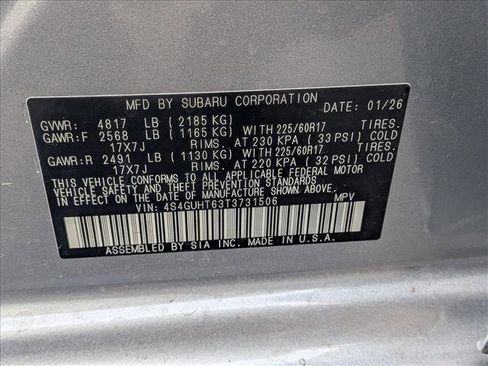 MFD BY SUBARU CORPORATION DATE: 01/26
GVWR: 4817 LB ( 2185 KG)
GAWR:F 2568 LB ( 1165 KG) WITH 225/60R17 TIRES.
17X7J RIMS. AT 230 KPA ( 33 PSI) COLD
GAWR:R 2491 LB ( 1130 KG) WITH 225/60R17 TIRES.
17X7J RIMS. AT 220 KPA ( 32 PSI) COLD
THIS VEHICLE CONFORMS TO ALL APPLICABLE FEDERAL MOTOR
VEHICLE SAFETY, BUMPER, AND THEFT PREVENTION STANDARDS
IN EFFECT ON THE DATE OF MANUFACTURE SHOWN ABOVE.
VIN: 4S4GUHT63T3731506 MPV
ASSEMBLED BY SIA INC. MADE IN U.S.A.